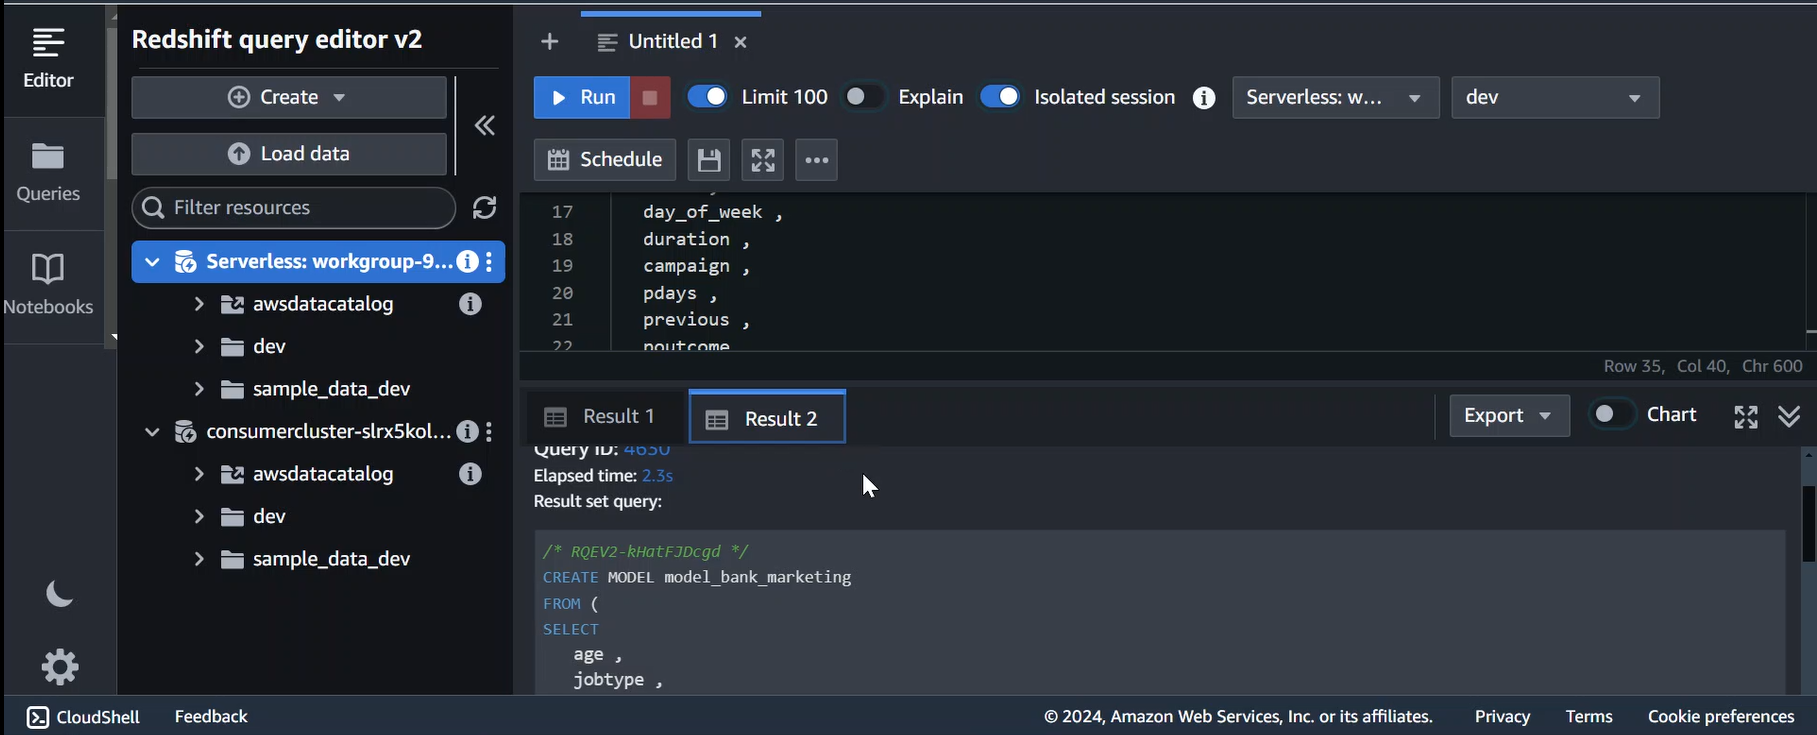 Editor
Queries
Notebooks
Redshift query editor v2
Create
Load data
Filter resources
Serverless: workgroup-9...
awsdatacatalog
dev
sample_data_dev
consumercluster-slrx5kol...
awsdatacatalog
dev
sample_data_dev
Untitled 1
Run Limit 100 Explain Isolated session Serverless: w... dev
Schedule
17 day_of_week ,
18 duration ,
19 campaign ,
20 pdays ,
21 previous ,
22 poutcome
Row 35, Col 40, Chr 600
Result 1 Result 2 Export Chart
Query ID: 4630
Elapsed time: 2.3s
Result set query:
/* RQEV2-kHatFJDcgd */
CREATE MODEL model_bank_marketing
FROM (
SELECT
age ,
jobtype ,
CloudShell Feedback © 2024, Amazon Web Services, Inc. or its affiliates. Privacy Terms Cookie preferences